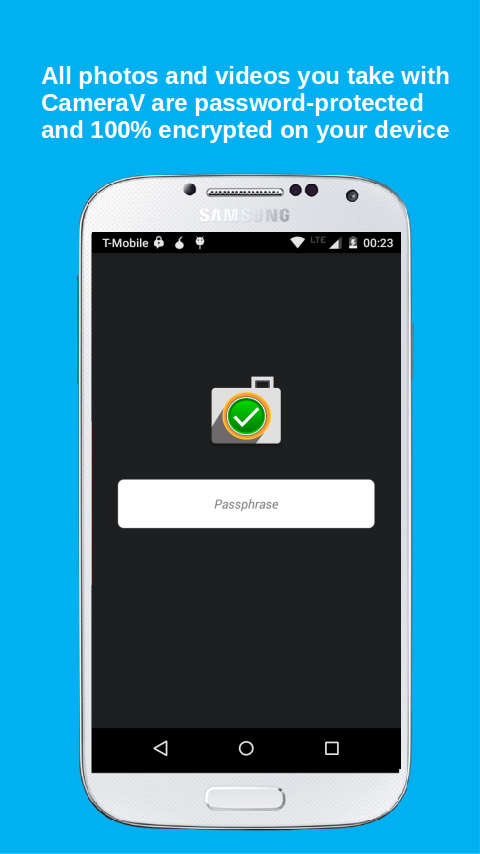 All photos and videos you take with
CameraV are password-protected
and 100% encrypted on your device
SAMSUNG
T-Mobile LTE 00:23
Passphrase